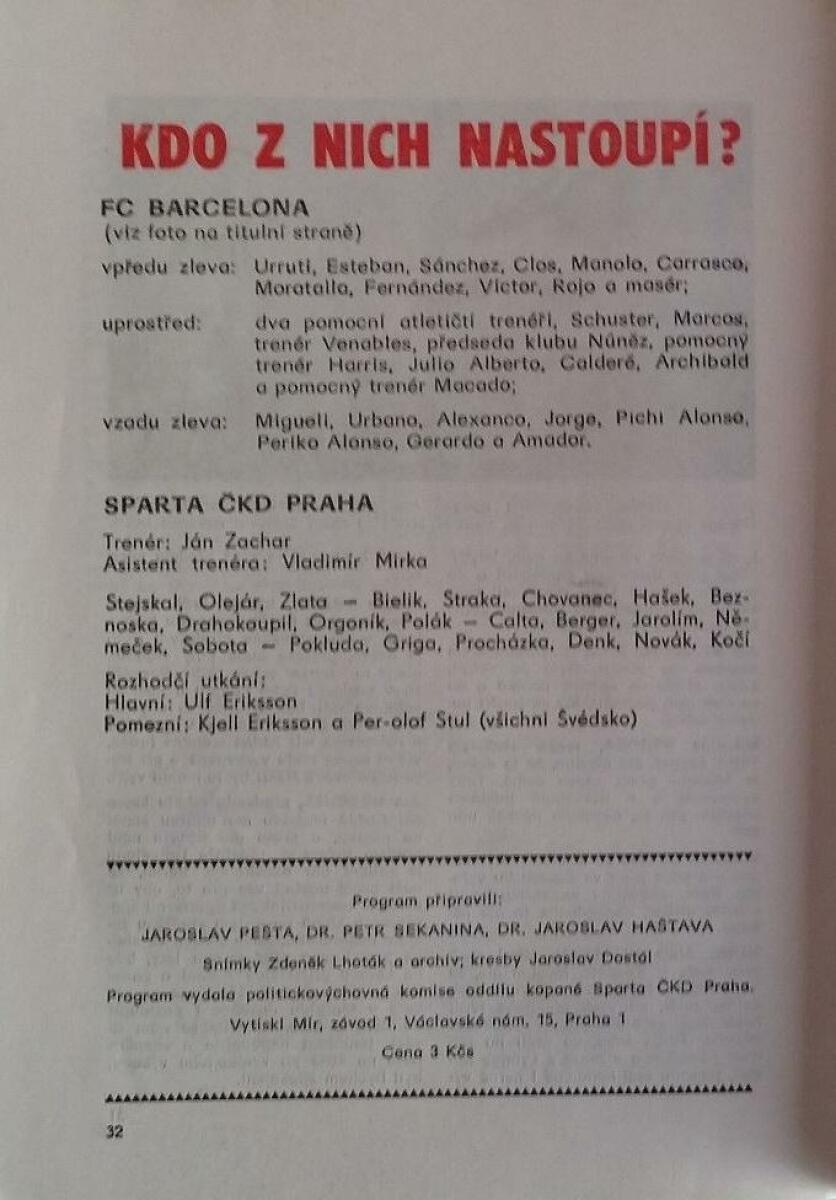 KDO Z NICH NASTOUPÍ?
FC BARCELONA
(viz foto na titulní straně)
vpředu zleva: Urruti, Esteban, Sánchez, Clos, Manolo, Carrasco,
Moratalla, Fernández, Victor, Rojo a masér;
uprostřed: dva pomocní atletičtí trenéři, Schuster, Marcos,
trenér Venables, předseda klubu Núněz, pomocný
trenér Harris, Julio Alberto, Calderé, Archibald
a pomocný trenér Macado;
vzadu zleva: Migueli, Urbano, Alexanco, Jorge, Pichi Alonso,
Periko Alonso, Gerardo a Amador.
SPARTA ČKD PRAHA
Trenér: Ján Zachar
Asistent trenéra: Vladimír Mirka
Stejskal, Olejár, Zlata — Bielik, Straka, Chovanec, Hašek, Bez-
noska, Drahokoupil, Orgoník, Polák — Calta, Berger, Jarolím, Ně-
meček, Sobota — Pokluda, Griga, Procházka, Denk, Novák, Kočí
Rozhodčí utkání:
Hlavní: Ulf Eriksson
Pomezní: Kjell Eriksson a Per-olof Stul (všichni Švédsko)
Program připravili:
JAROSLAV PEŠTA, DR. PETR SEKANINA, DR. JAROSLAV HAŠTAVA
Snímky Zdeněk Lhoták a archiv; kresby Jaroslav Dostál
Program vydala politickovýchovná komise oddílu kopané Sparta ČKD Praha.
Vytiskl Mír, závod 1, Václavské nám. 15, Praha 1
Cena 3 Kčs
32